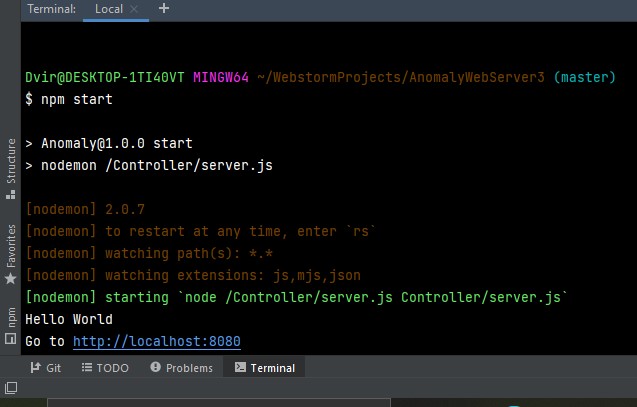 Terminal: Local × +
Dvir@DESKTOP-1TI40VT MINGW64 ~/WebstormProjects/AnomalyWebServer3 (master)
$ npm start
> Anomaly@1.0.0 start
> nodemon /Controller/server.js
[nodemon] 2.0.7
[nodemon] to restart at any time, enter `rs`
[nodemon] watching path(s): *.*
[nodemon] watching extensions: js,mjs,json
[nodemon] starting `node /Controller/server.js Controller/server.js`
Hello World
Go to http://localhost:8080
Structure
Favorites
npm
Git TODO Problems Terminal